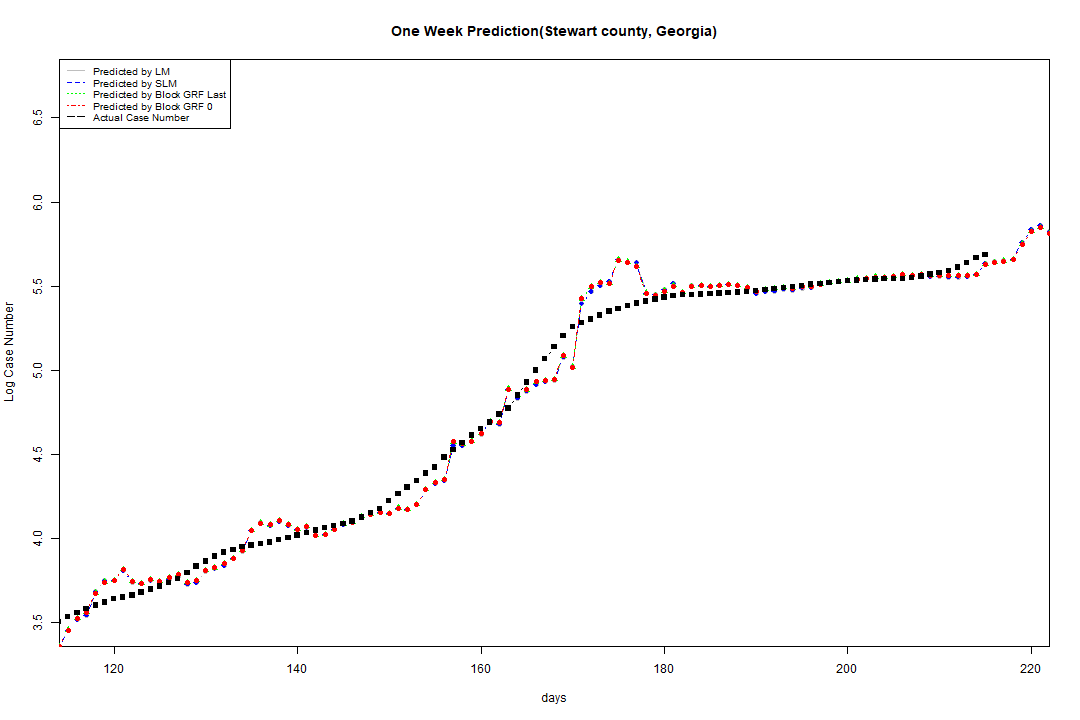 One Week Prediction(Stewart county, Georgia)
Predicted by LM
Predicted by SLM
Predicted by Block GRF Last
Predicted by Block GRF 0
Actual Case Number
6.5
6.0
5.5
5.0
4.5
4.0
3.5
Log Case Number
120 140 160 180 200 220
days